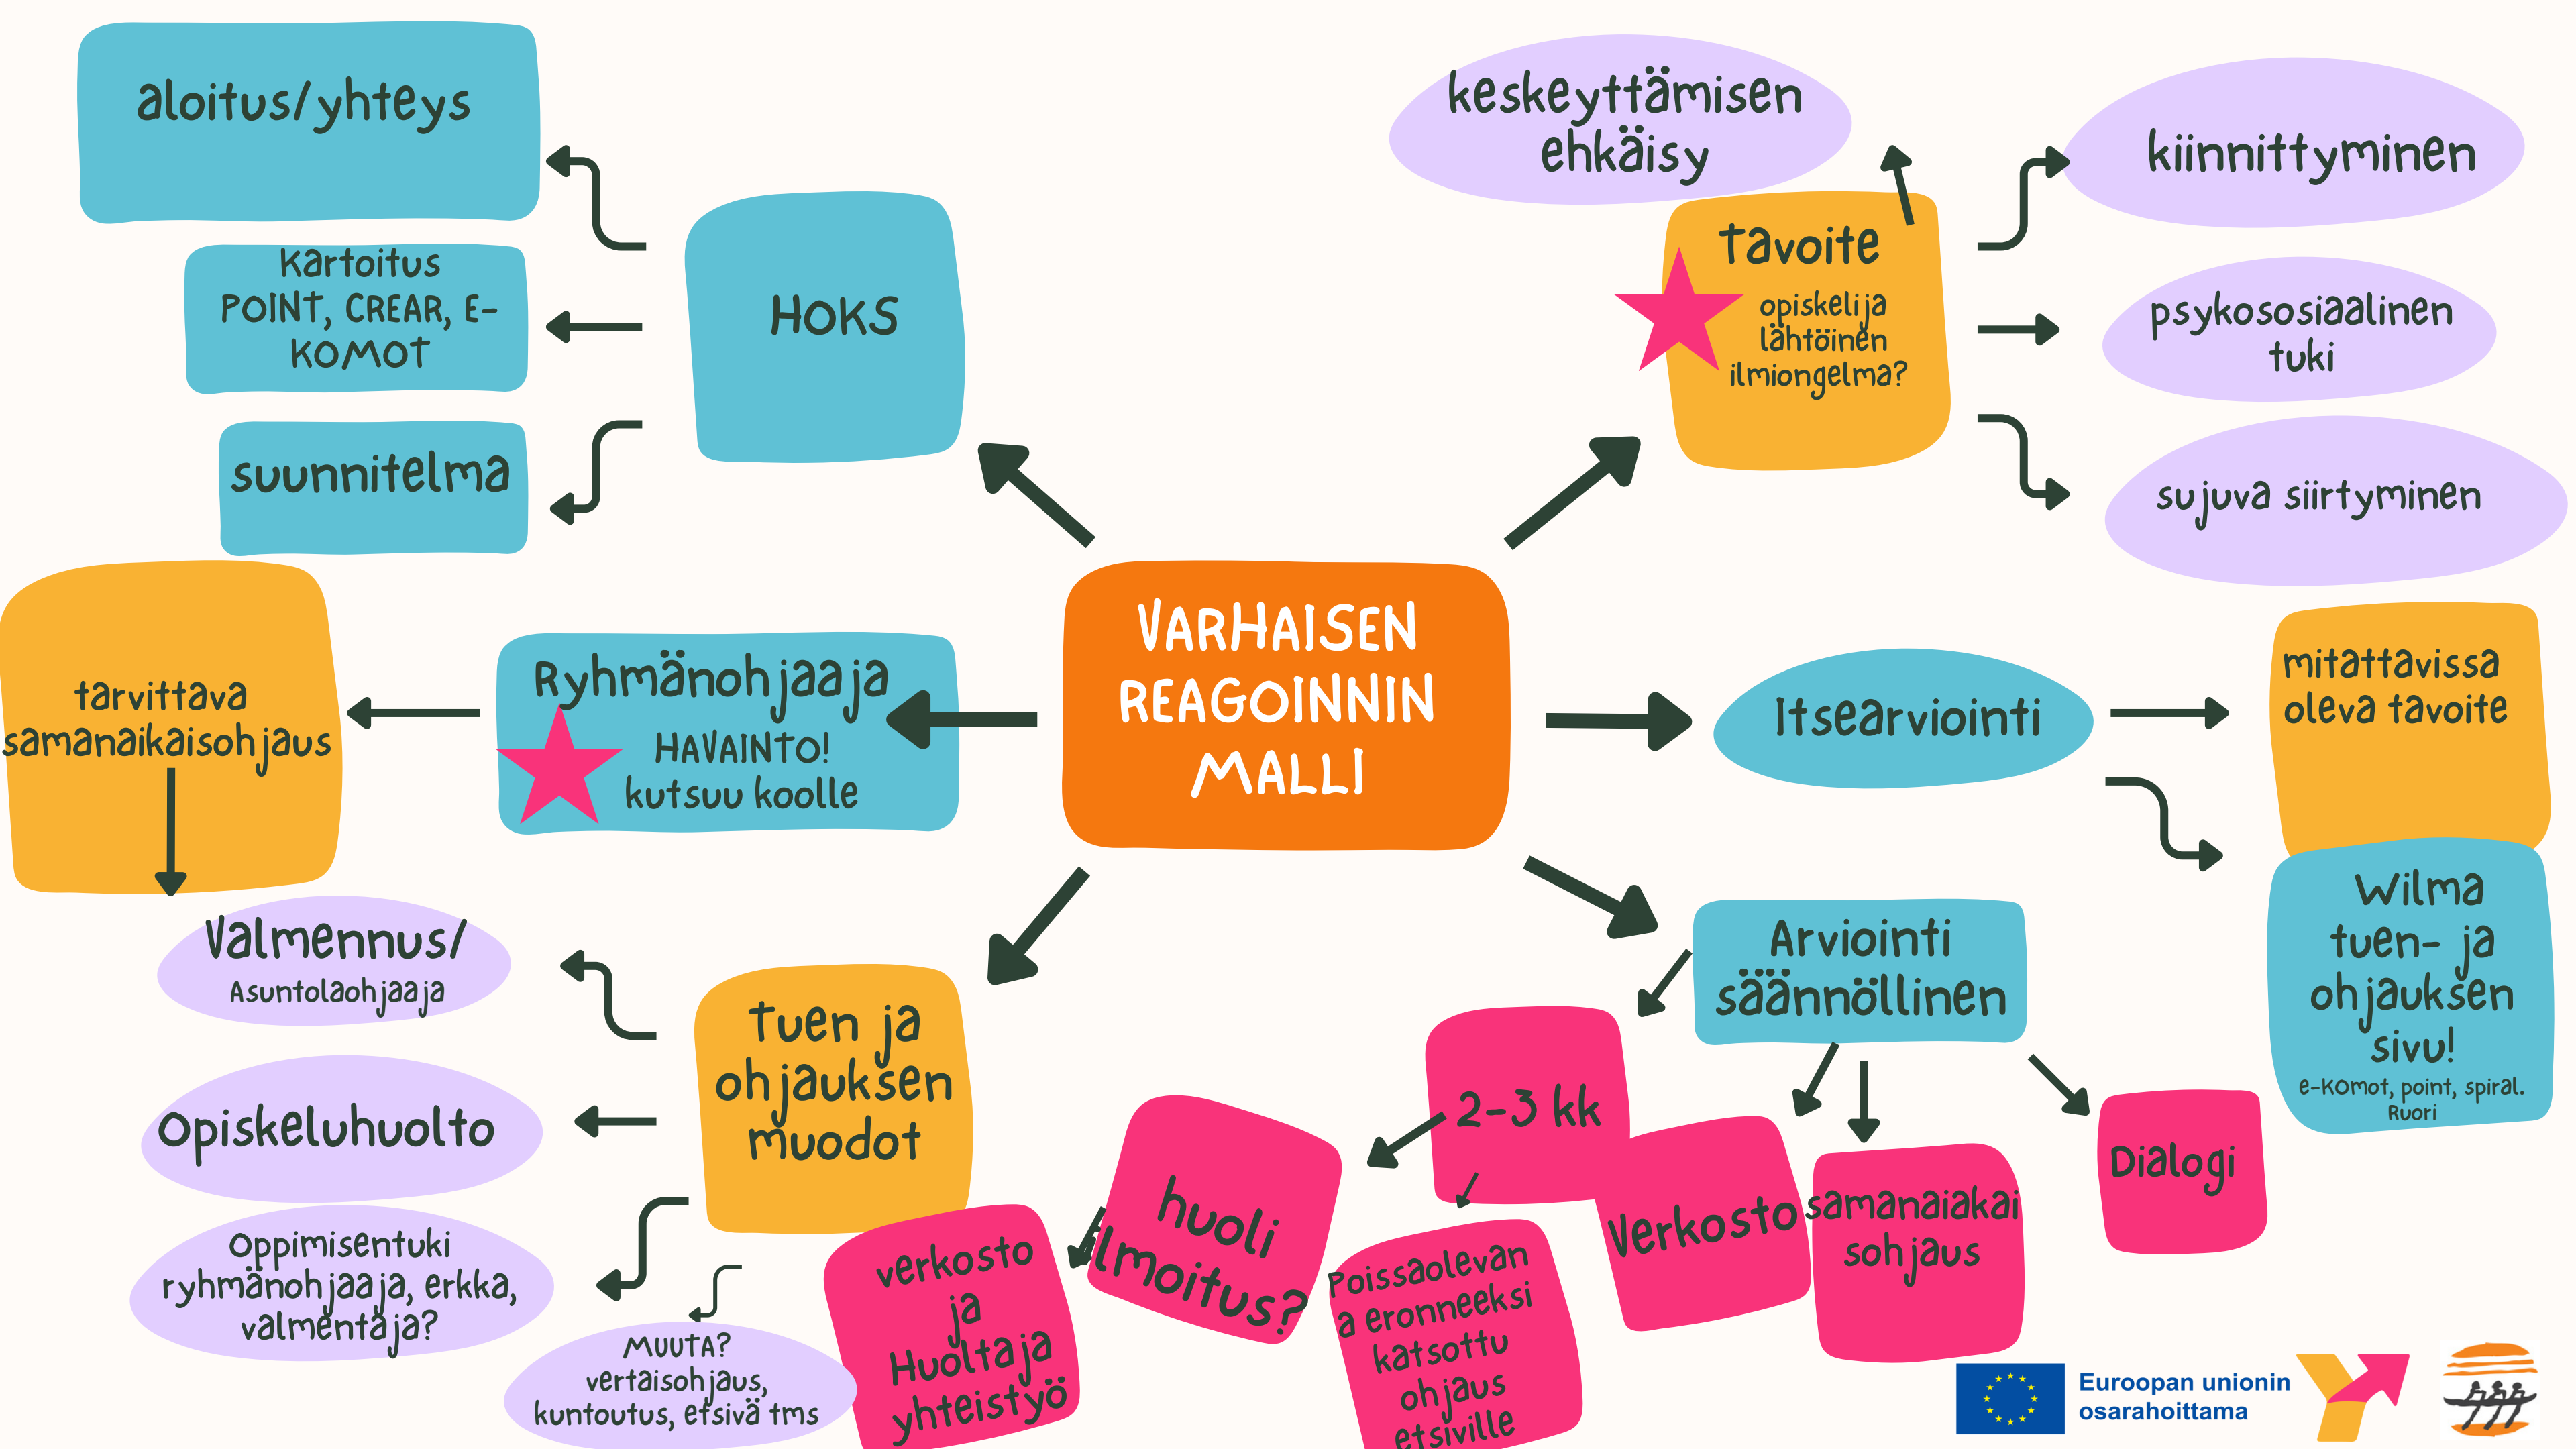 aloitus/yhteys
Kartoitus
POINT, CREAR, E-
KOMOT
suunnitelma
HOKS
keskeyttämisen
ehkäisy
Tavoite
opiskelija
lähtöinen
ilmiongelma?
kiinnittyminen
psykososiaalinen
tuki
sujuva siirtyminen
VARHAISEN
REAGOINNIN
MALLI
Ryhmänohjaaja
HAVAINTO!
kutsuu koolle
tarvittava
samanaikaisohjaus
Itsearviointi
mitattavissa
oleva tavoite
Wilma
tuen- ja
ohjauksen
sivu!
e-KOmot, point, spiral.
Ruori
Valmennus/
Asuntolaohjaaja
Opiskeluhuolto
Oppimisentuki
ryhmänohjaaja, erkka,
valmentaja?
MUUTA?
vertaisohjaus,
kuntoutus, etsivä tms
tuen ja
ohjauksen
muodot
verkosto
ja
Huoltaja
yhteistyö
huoli
ilmoitus?
2-3 kk
Poissaolevan
a eronneeksi
katsottu
ohjaus
etsiville
Arviointi
säännöllinen
Verkosto
samanaiakai
sohjaus
Dialogi
Euroopan unionin
osarahoittama